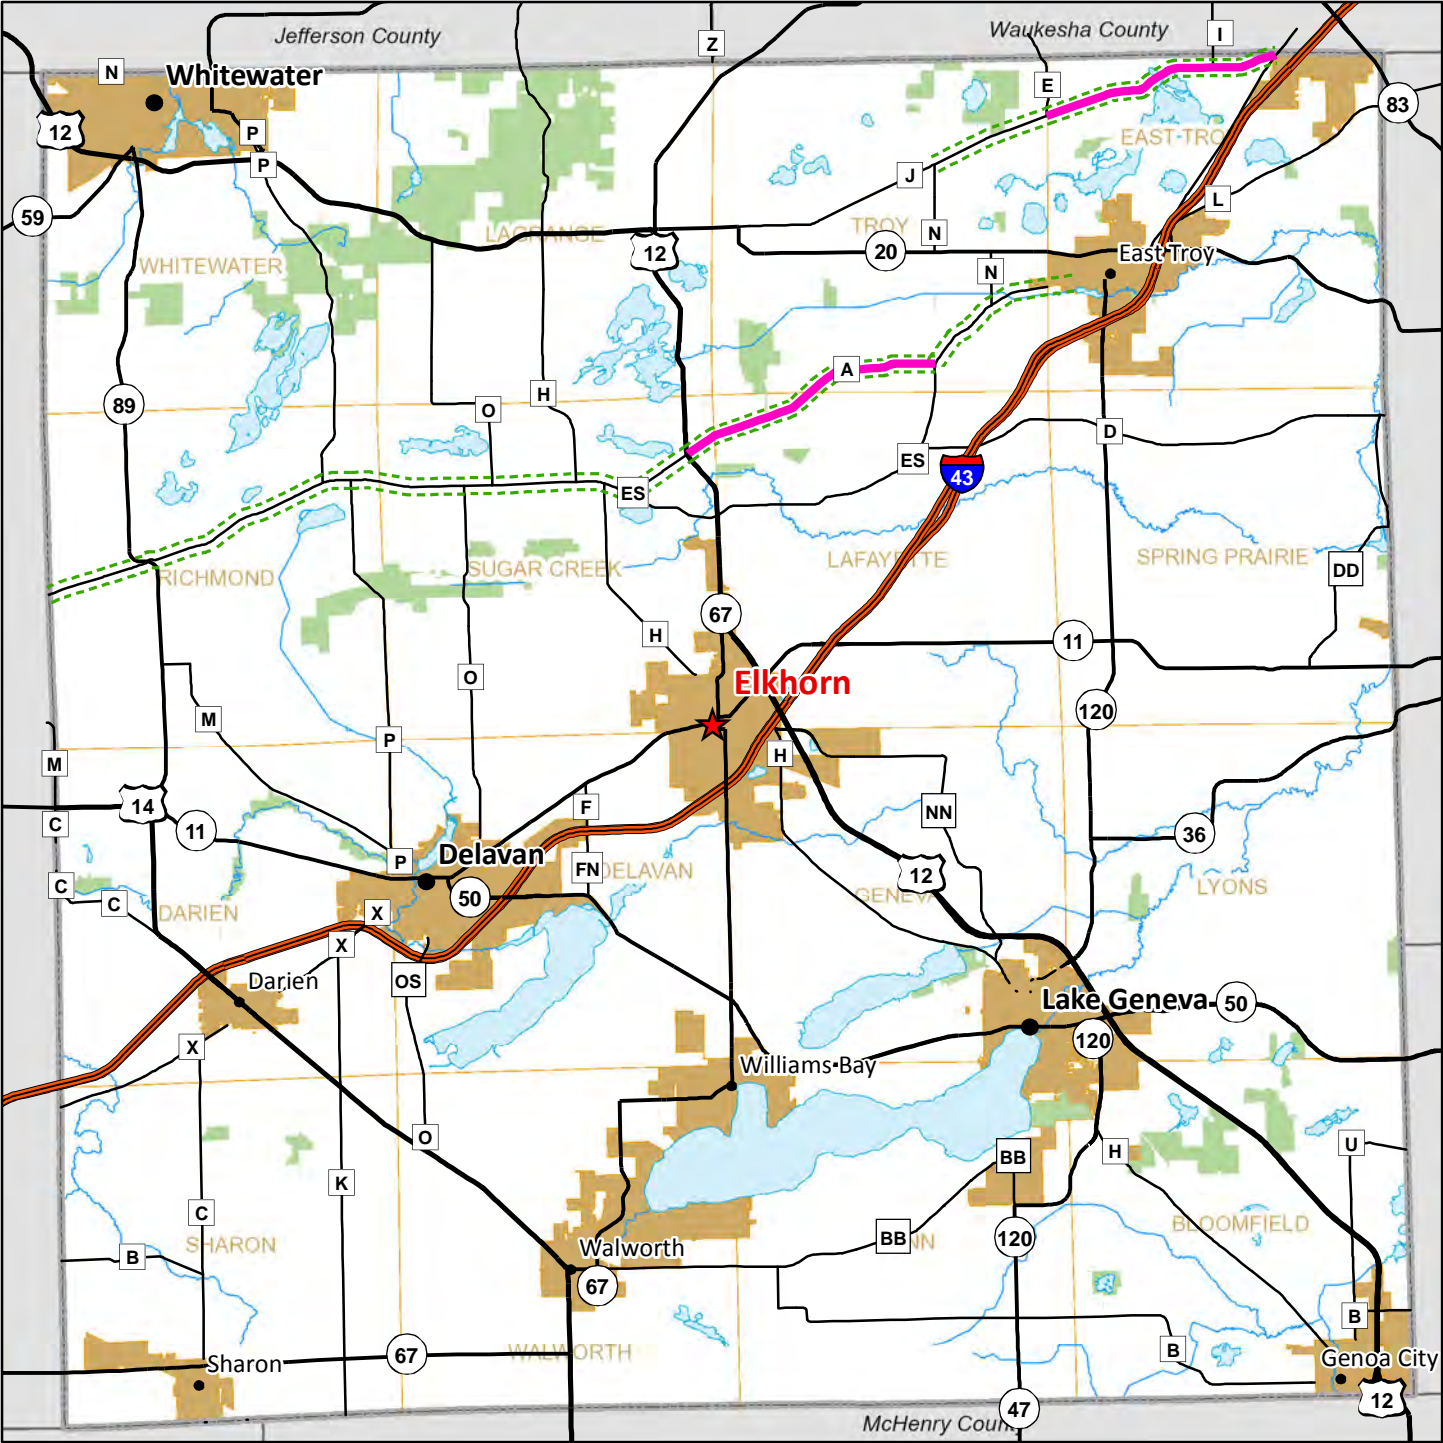 Jefferson County
Waukesha County
I
Z
N
Whitewater
E
83
12
P
P
EAST TRO
J
L
59
TROY
N
LAGRANGE
12
20
East Troy
WHITEWATER
N
A
89
H
O
D
ES
43
ES
RICHMOND
SUGAR CREEK
LAFAYETTE
SPRING PRAIRIE
DD
67
H
11
O
Elkhorn
M
120
P
H
M
14
F
NN
C
11
36
P
Delavan
FN
DELAVAN
12
C
50
GENEVA
LYONS
C
DARIEN
X
X
OS
Darien
Lake Geneva
50
X
120
Williams Bay
O
H
U
BB
K
C
SHARON
BLOOMFIELD
B
BB
NN
120
Walworth
67
B
WALWORTH
B
67
Sharon
Genoa City
12
47
McHenry Coun